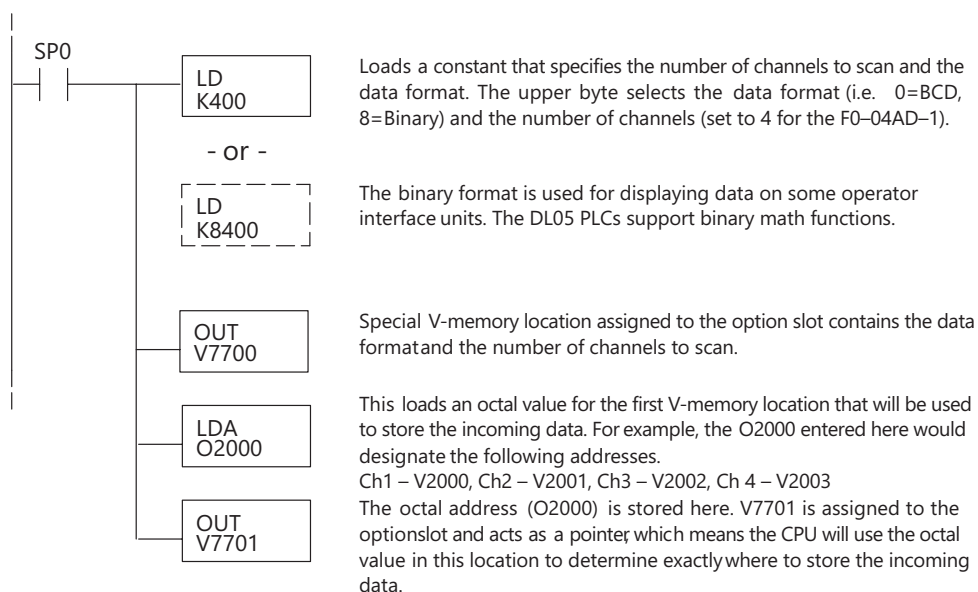 SP0
LD
K400
Loads a constant that specifies the number of channels to scan and the
data format. The upper byte selects the data format (i.e. 0=BCD,
8=Binary) and the number of channels (set to 4 for the F0–04AD–1).
- or -
LD
K8400
The binary format is used for displaying data on some operator
interface units. The DL05 PLCs support binary math functions.
OUT
V7700
Special V-memory location assigned to the option slot contains the data
formatand the number of channels to scan.
LDA
O2000
This loads an octal value for the first V-memory location that will be used
to store the incoming data. For example, the O2000 entered here would
designate the following addresses.
Ch1 – V2000, Ch2 – V2001, Ch3 – V2002, Ch 4 – V2003
OUT
V7701
The octal address (O2000) is stored here. V7701 is assigned to the
optionslot and acts as a pointer, which means the CPU will use the octal
value in this location to determine exactlywhere to store the incoming
data.